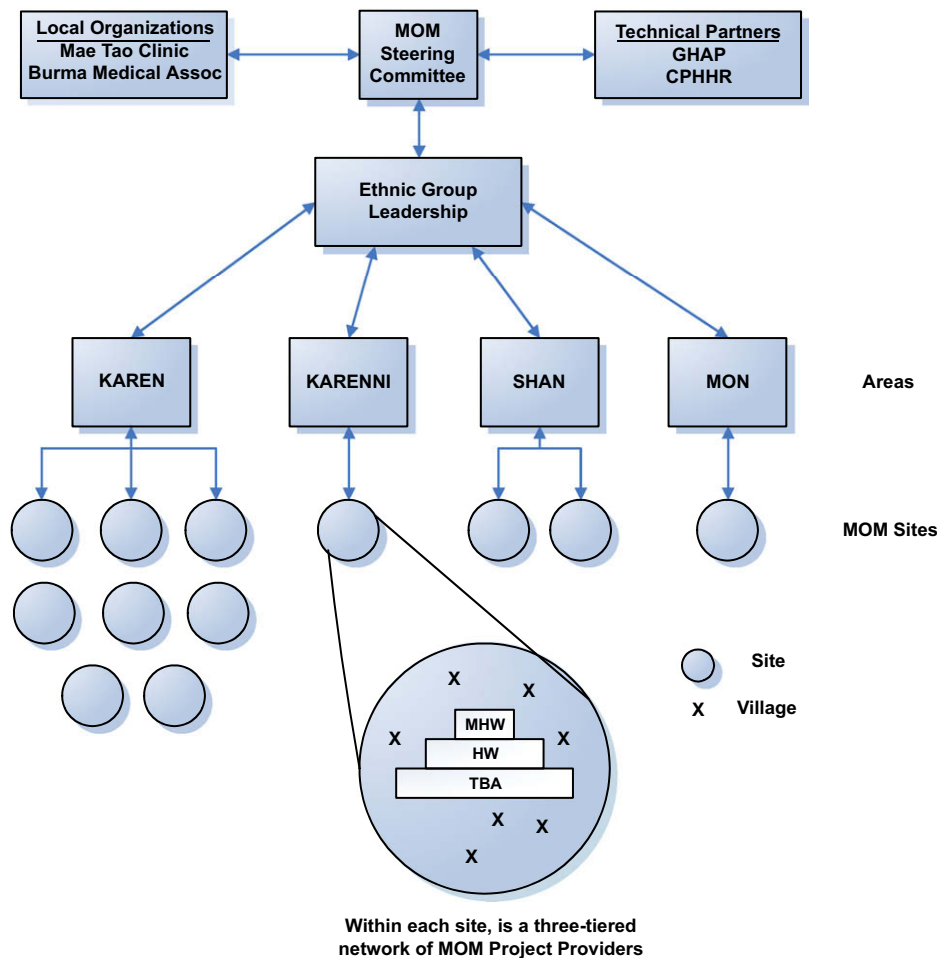 Local Organizations
Mae Tao Clinic
Burma Medical Assoc
MOM
Steering
Committee
Technical Partners
GHAP
CPHHR
Ethnic Group
Leadership
KAREN
KARENNI
SHAN
MON
Areas
MOM Sites
Site
X Village
X
X
X
X
MHW
HW
TBA
X
X
X
Within each site, is a three-tiered
network of MOM Project Providers